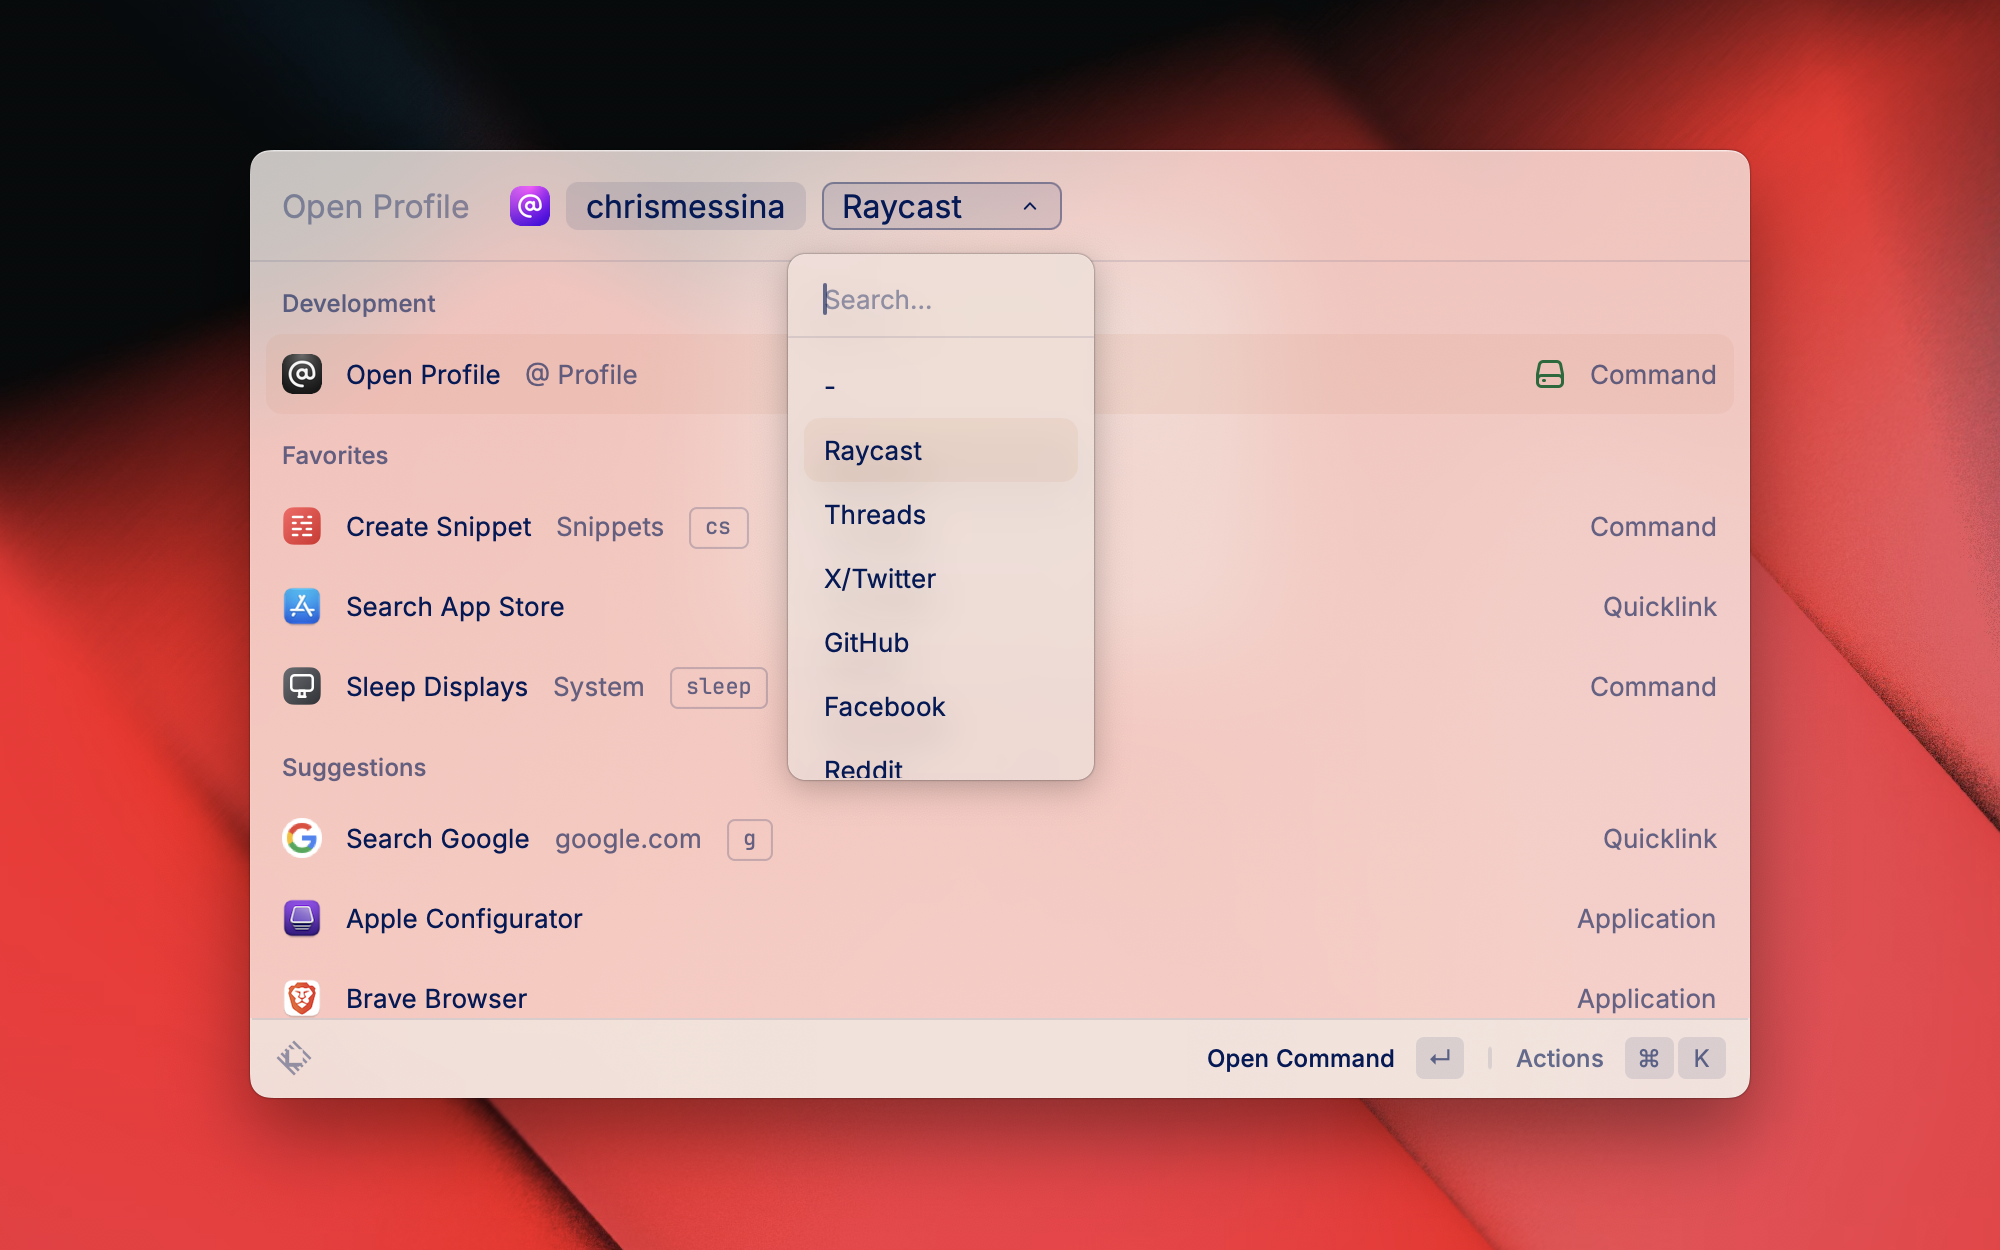 Open Profile @ chrismessina Raycast
Search...
Development
-
Open Profile @ Profile Command
Raycast
Favorites
Threads
Create Snippet Snippets cs Command
X/Twitter
Search App Store Quicklink
GitHub
Sleep Displays System sleep Command
Facebook
Suggestions
Reddit
Search Google google.com g Quicklink
Apple Configurator Application
Brave Browser Application
Open Command ↵ Actions ⌘ K